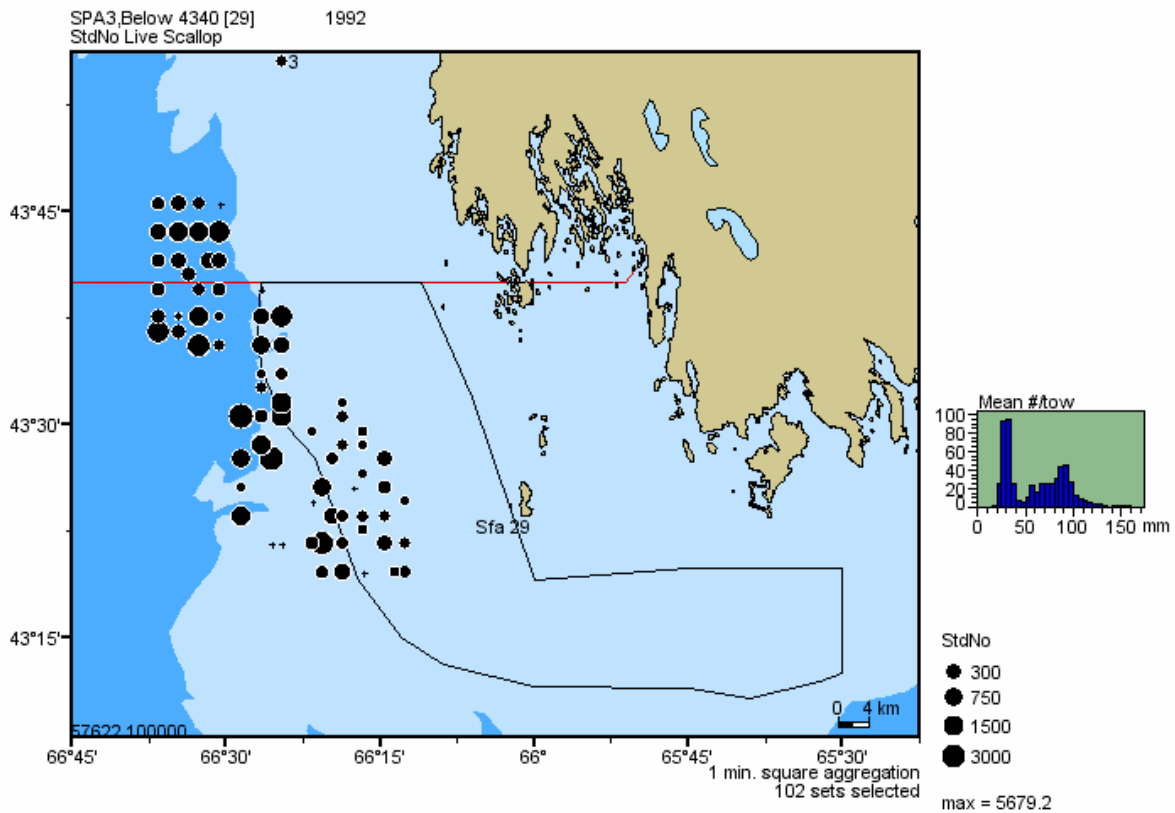 SPA3,Below 4340 [29] 1992
StdNo Live Scallop
3
43°45'
43°30'
43°15'
Sfa 29
57622.100000
0 4 km
66°45' 66°30' 66°15' 66° 65°45' 65°30'
1 min. square aggregation
102 sets selected
Mean #/tow
100
80
60
40
20
0
0 50 100 150 mm
StdNo
300
750
1500
3000
max = 5679.2